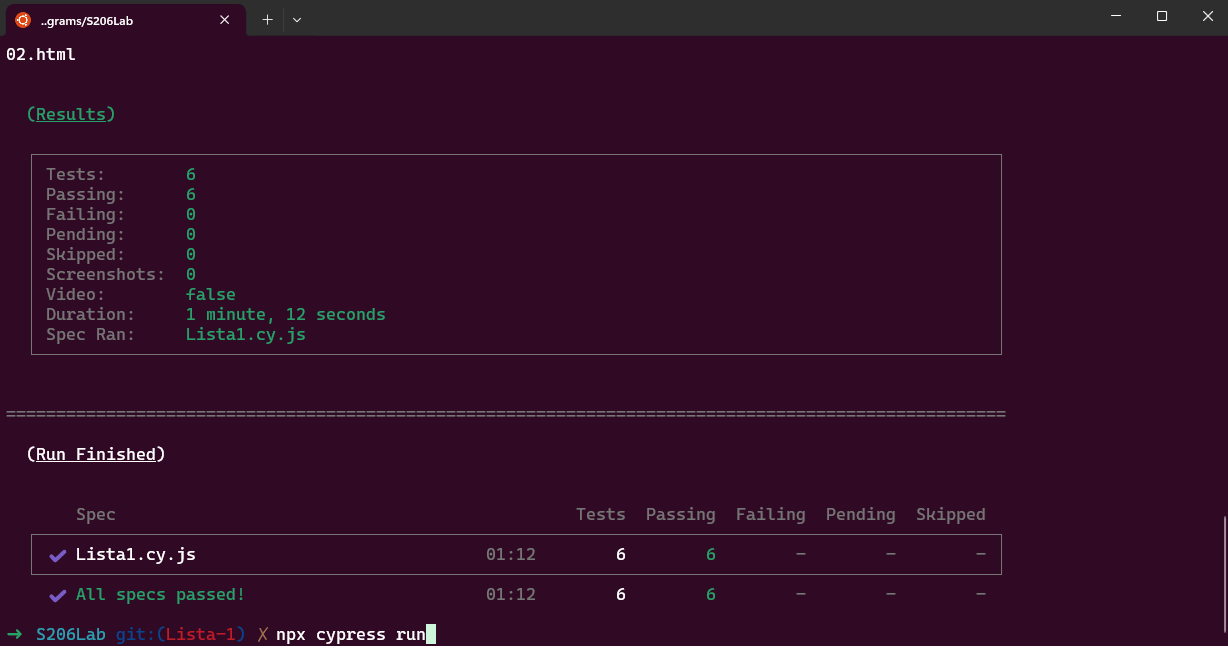 ..grams/S206Lab
02.html
(Results)
Tests: 6
Passing: 6
Failing: 0
Pending: 0
Skipped: 0
Screenshots: 0
Video: false
Duration: 1 minute, 12 seconds
Spec Ran: Lista1.cy.js
====================================================================================================
(Run Finished)
Spec Tests Passing Failing Pending Skipped
✔ Lista1.cy.js 01:12 6 6 - - -
✔ All specs passed! 01:12 6 6 - - -
➜ S206Lab git:(Lista-1) ✗ npx cypress run